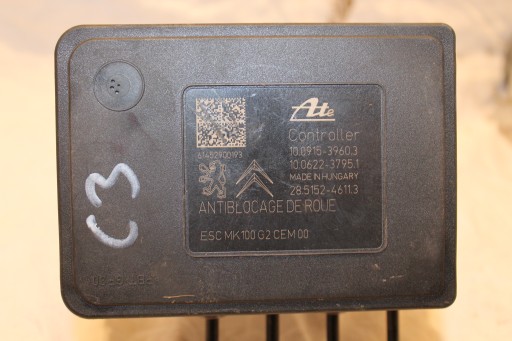 Ate
Controller
10.0915-3960.3
10.0622-3795.1
MADE IN HUNGARY
28.5152-4611.3
61452900193
ANTIBLOCAGE DE ROUE
ESC MK100 G2 CEM 00
C3